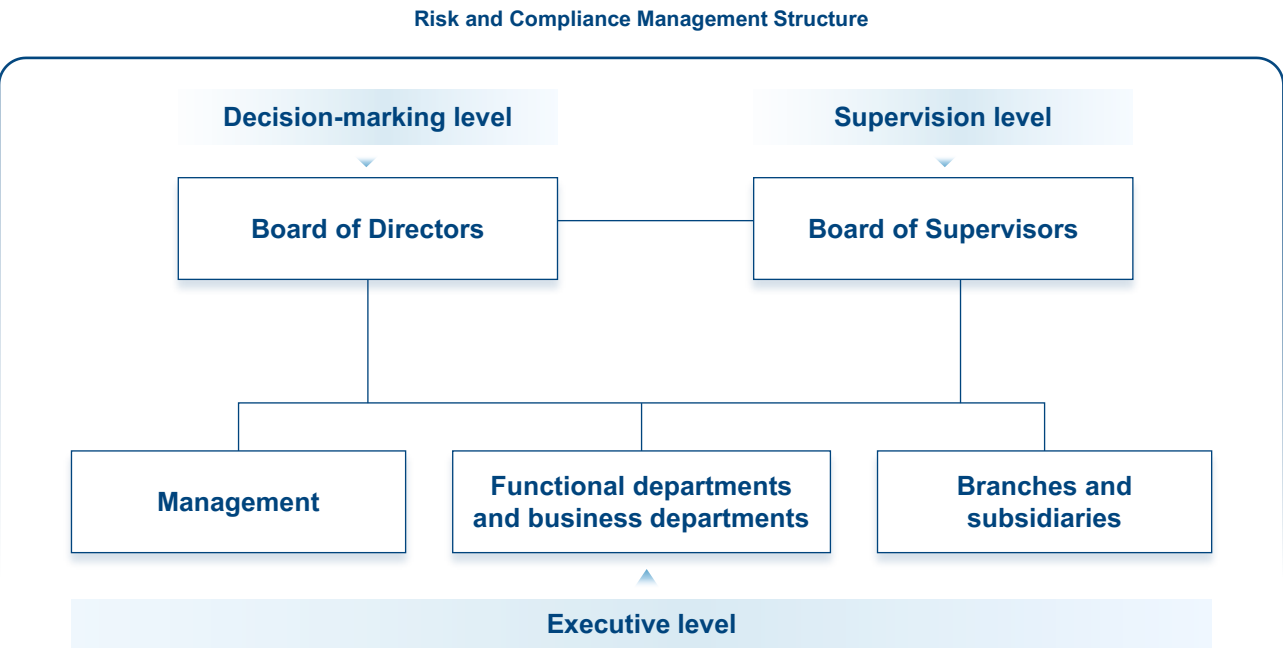 Risk and Compliance Management Structure
Decision-marking level
Supervision level
Board of Directors
Board of Supervisors
Management
Functional departments
and business departments
Branches and
subsidiaries
Executive level